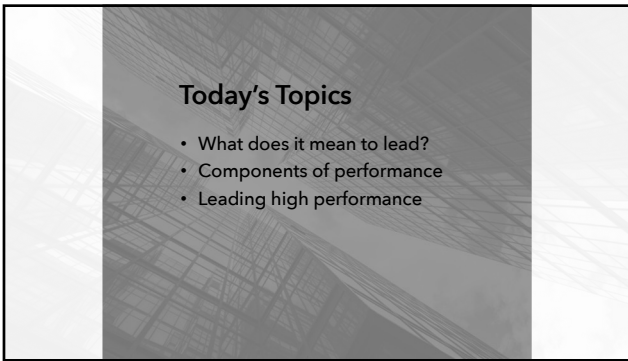 Today’s Topics
• What does it mean to lead?
• Components of performance
• Leading high performance